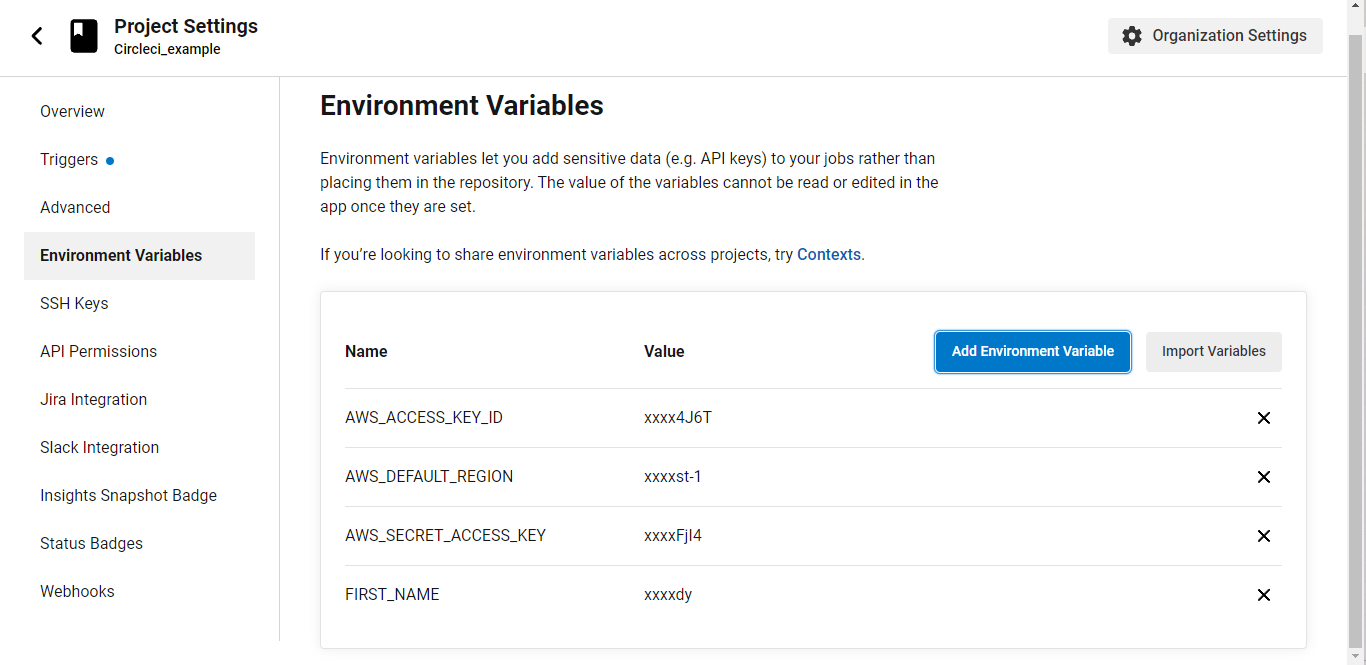 Project Settings
Circleci_example
Organization Settings
Overview
Triggers
Advanced
Environment Variables
SSH Keys
API Permissions
Jira Integration
Slack Integration
Insights Snapshot Badge
Status Badges
Webhooks
Environment Variables
Environment variables let you add sensitive data (e.g. API keys) to your jobs rather than
placing them in the repository. The value of the variables cannot be read or edited in the
app once they are set.
If you’re looking to share environment variables across projects, try Contexts.
Name Value Add Environment Variable Import Variables
AWS_ACCESS_KEY_ID xxxx4J6T
AWS_DEFAULT_REGION xxxxst-1
AWS_SECRET_ACCESS_KEY xxxxFjI4
FIRST_NAME xxxxdy